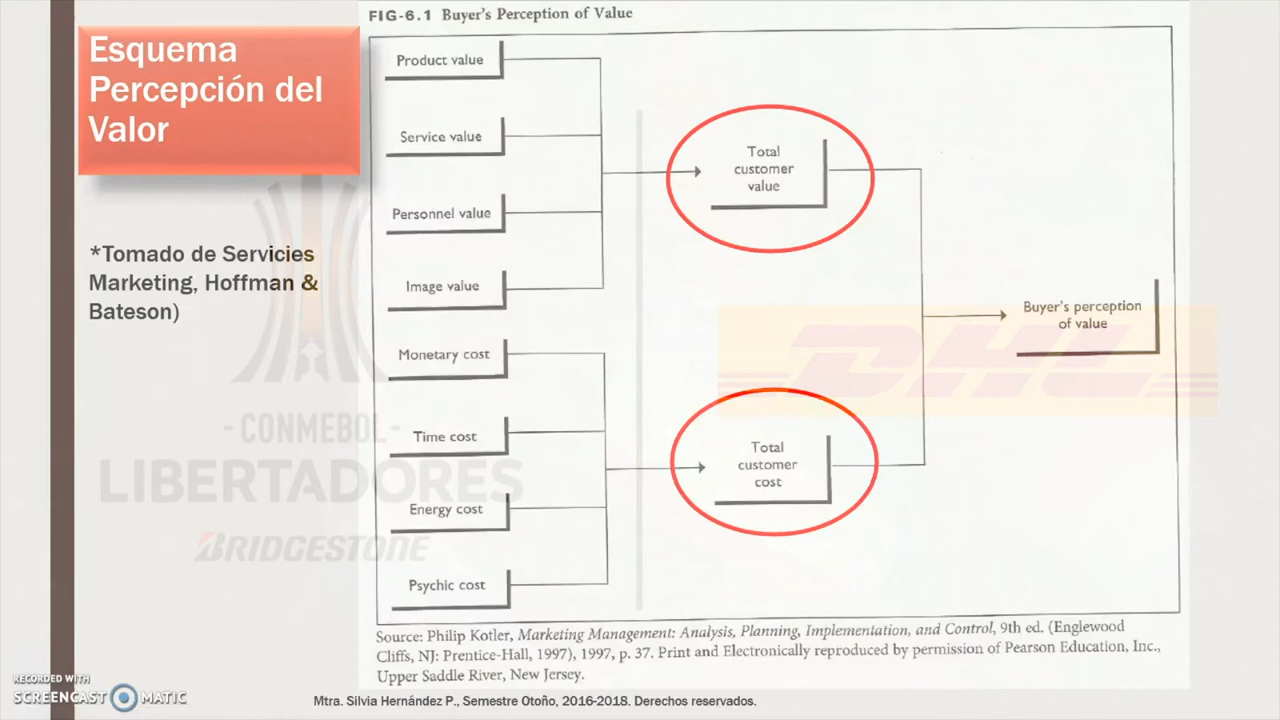 FIG-6.1 Buyer's Perception of Value
Esquema
Percepción del
Valor
*Tomado de Servicies
Marketing, Hoffman &
Bateson)
Product value
Service value
Personnel value
Image value
Monetary cost
Time cost
Energy cost
Psychic cost
Total
customer
value
Total
customer
cost
Buyer's perception
of value
DHL
- CONMEBOL-
LIBERTADORES
BRIDGESTONE
Source: Philip Kotler, Marketing Management: Analysis, Planning, Implementation, and Control, 9th ed. (Englewood
Cliffs, NJ: Prentice-Hall, 1997), 1997, p. 37. Print and Electronically reproduced by permission of Pearson Education, Inc.,
Upper Saddle River, New Jersey.
RECORDED WITH
SCREENCAST MATIC
Mtra. Silvia Hernández P., Semestre Otoño, 2016-2018. Derechos reservados.